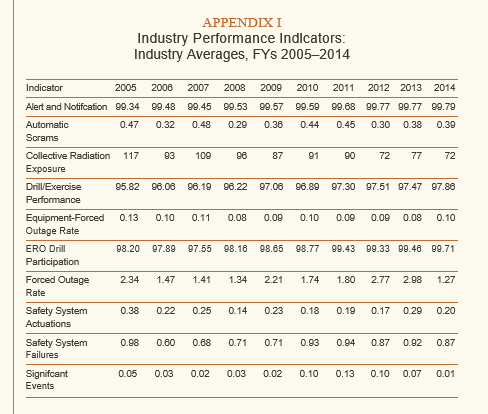 APPENDIX I
Industry Performance Indicators:
Industry Averages, FYs 2005–2014
Indicator 2005 2006 2007 2008 2009 2010 2011 2012 2013 2014
Alert and Notifcation 99.34 99.48 99.45 99.53 99.57 99.59 99.68 99.77 99.77 99.79
Automatic 0.47 0.32 0.48 0.29 0.36 0.44 0.45 0.30 0.38 0.39
Scrams
Collective Radiation 117 93 109 96 87 91 90 72 77 72
Exposure
Drill/Exercise 95.82 96.06 96.19 96.22 97.06 96.89 97.30 97.51 97.47 97.86
Performance
Equipment-Forced 0.13 0.10 0.11 0.08 0.09 0.10 0.09 0.09 0.08 0.10
Outage Rate
ERO Drill 98.20 97.89 97.55 98.16 98.65 98.77 99.43 99.33 99.46 99.71
Participation
Forced Outage 2.34 1.47 1.41 1.34 2.21 1.74 1.80 2.77 2.98 1.27
Rate
Safety System 0.38 0.22 0.25 0.14 0.23 0.18 0.19 0.17 0.29 0.20
Actuations
Safety System 0.98 0.60 0.68 0.71 0.71 0.93 0.94 0.87 0.92 0.87
Failures
Signifcant 0.05 0.03 0.02 0.03 0.02 0.10 0.13 0.10 0.07 0.01
Events